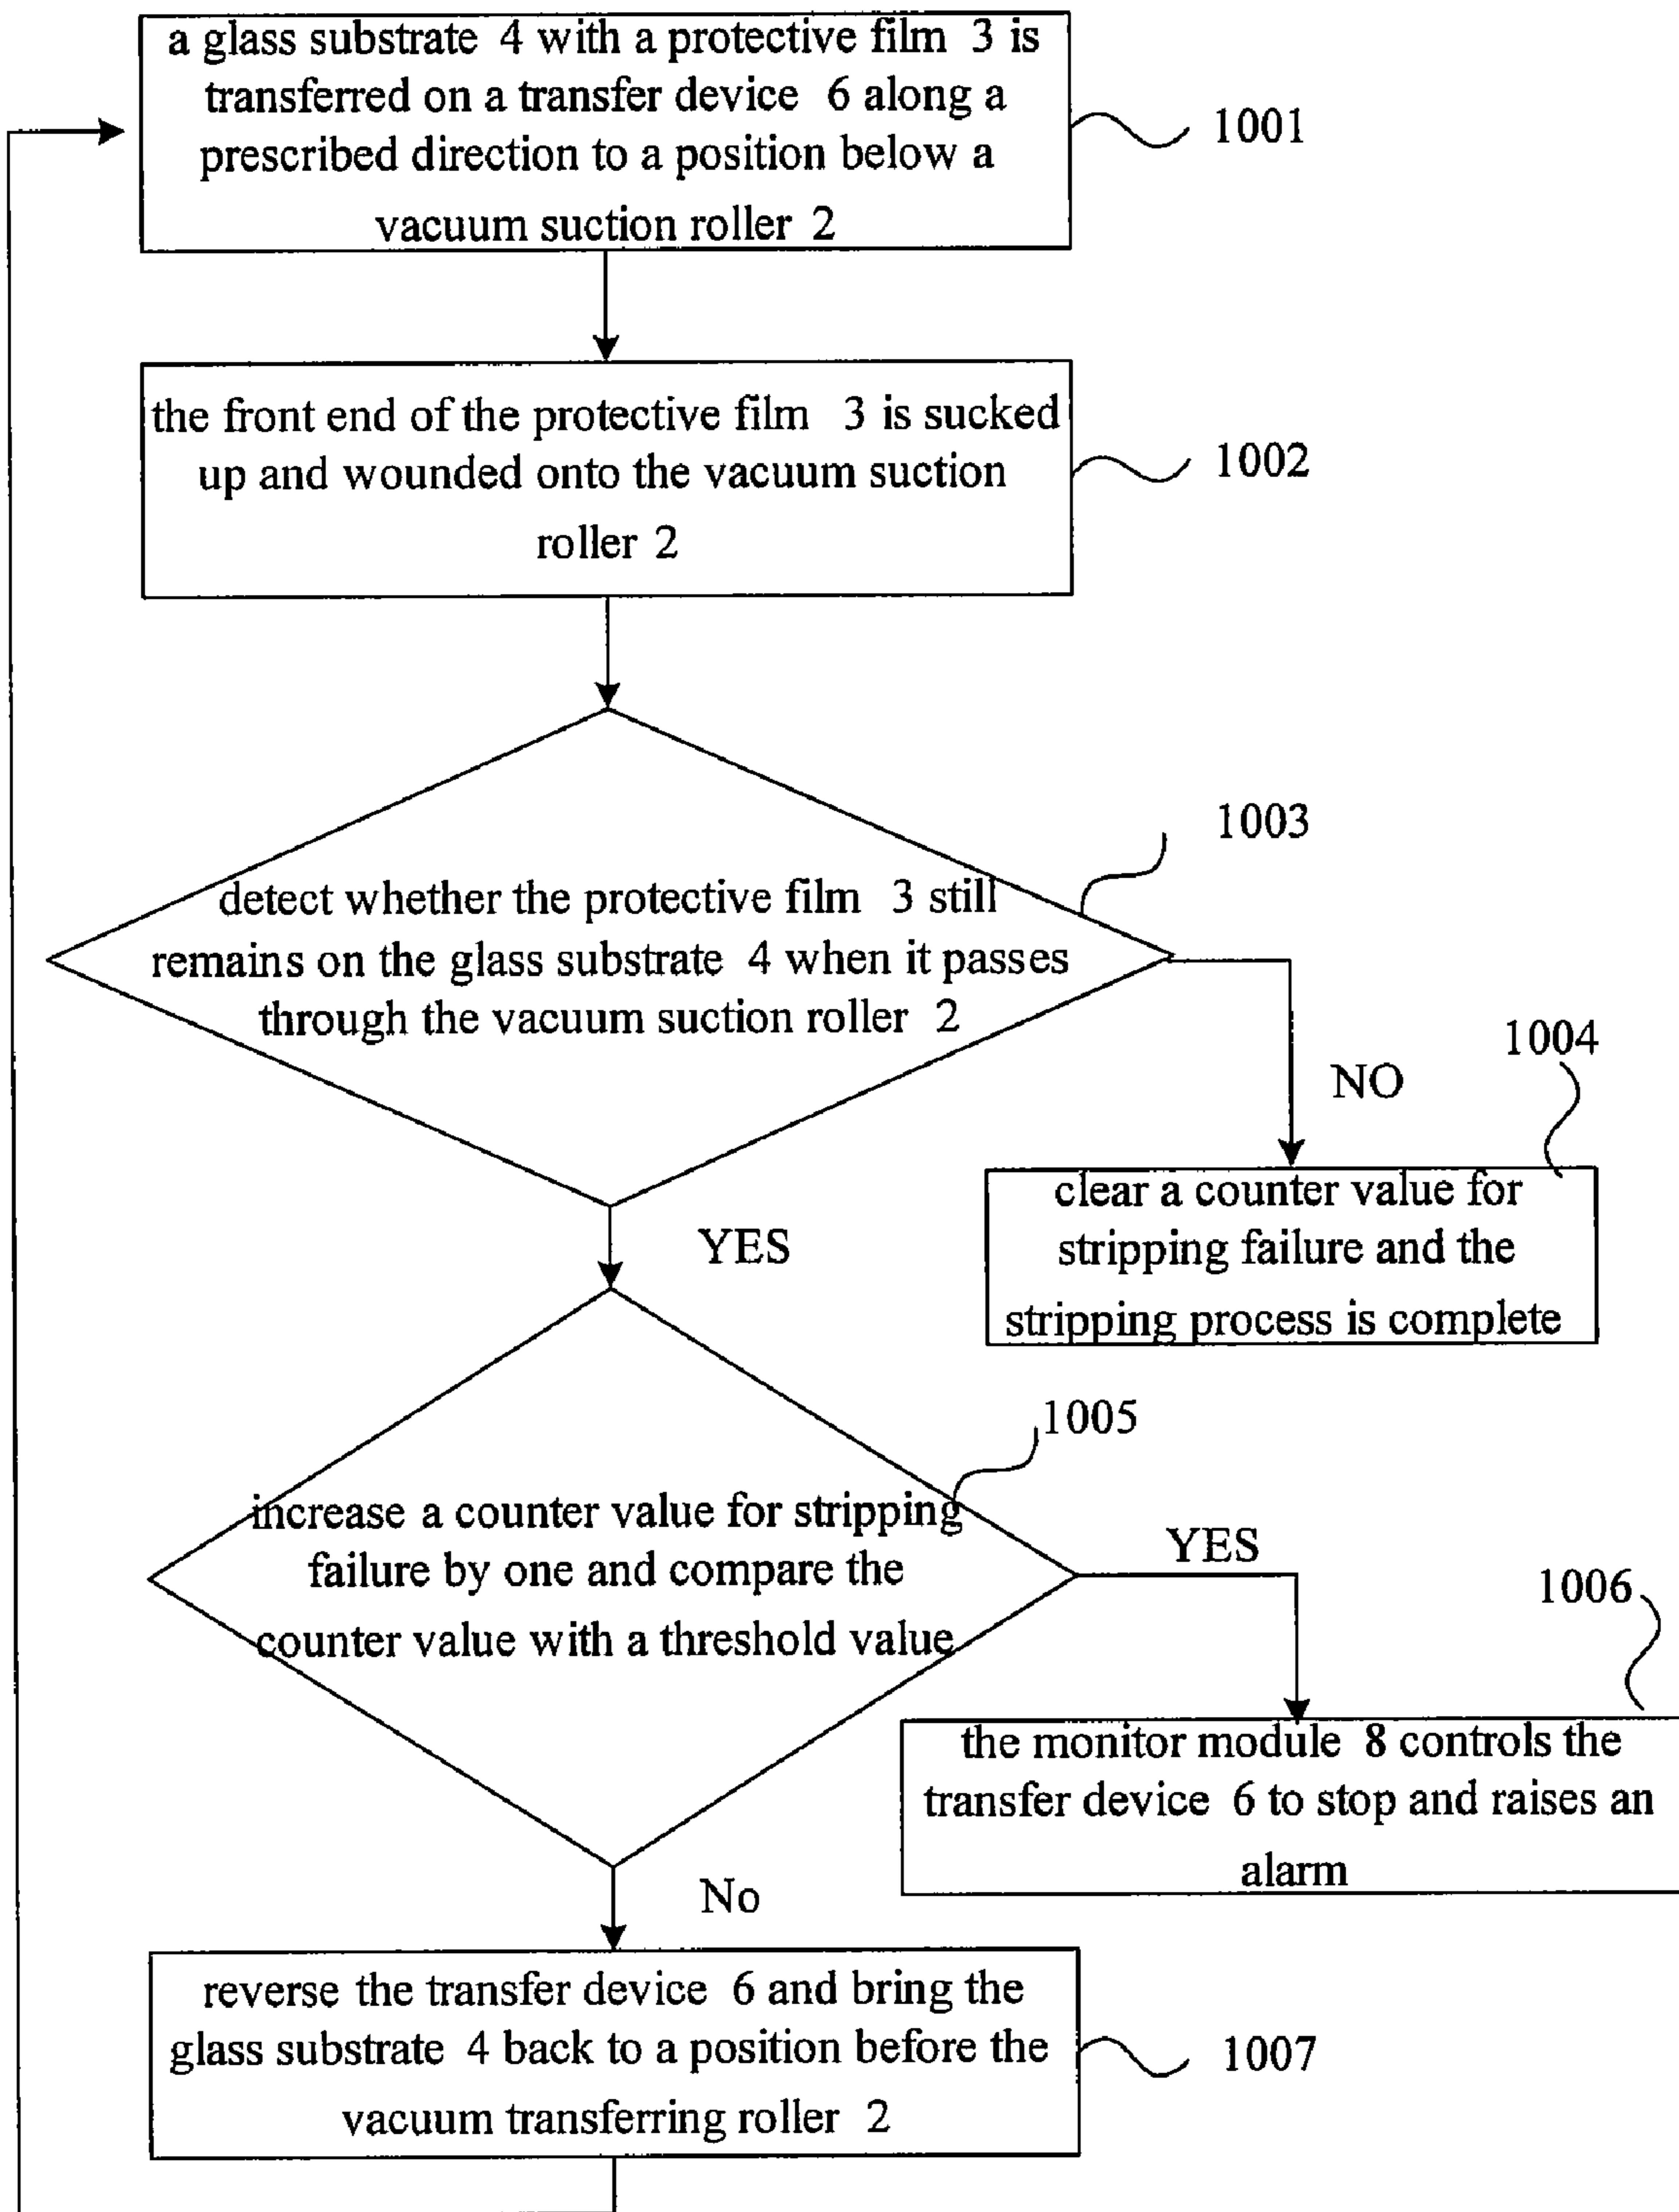 a glass substrate 4 with a protective film 3 is
transferred on a transfer device 6 along a
prescribed direction to a position below a
vacuum suction roller 2
1001
the front end of the protective film 3 is sucked
up and wounded onto the vacuum suction
roller 2
1002
1003
detect whether the protective film 3 still
remains on the glass substrate 4 when it passes
through the vacuum suction roller 2
NO
1004
clear a counter value for
stripping failure and the
stripping process is complete
YES
1005
increase a counter value for stripping
failure by one and compare the
counter value with a threshold value
YES
1006
the monitor module 8 controls the
transfer device 6 to stop and raises an
alarm
No
reverse the transfer device 6 and bring the
glass substrate 4 back to a position before the
vacuum transferring roller 2
1007